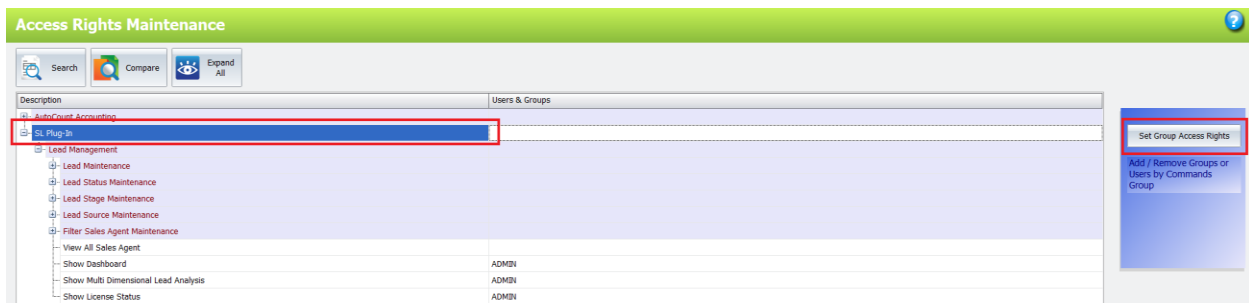 Access Rights Maintenance
?
Search
Compare
Expand
All
Description
Users & Groups
AutoCount Accounting
SL Plug-In
Set Group Access Rights
Lead Management
Add / Remove Groups or
Users by Commands
Group
Lead Maintenance
Lead Status Maintenance
Lead Stage Maintenance
Lead Source Maintenance
Filter Sales Agent Maintenance
View All Sales Agent
Show Dashboard ADMIN
Show Multi Dimensional Lead Analysis ADMIN
Show License Status ADMIN